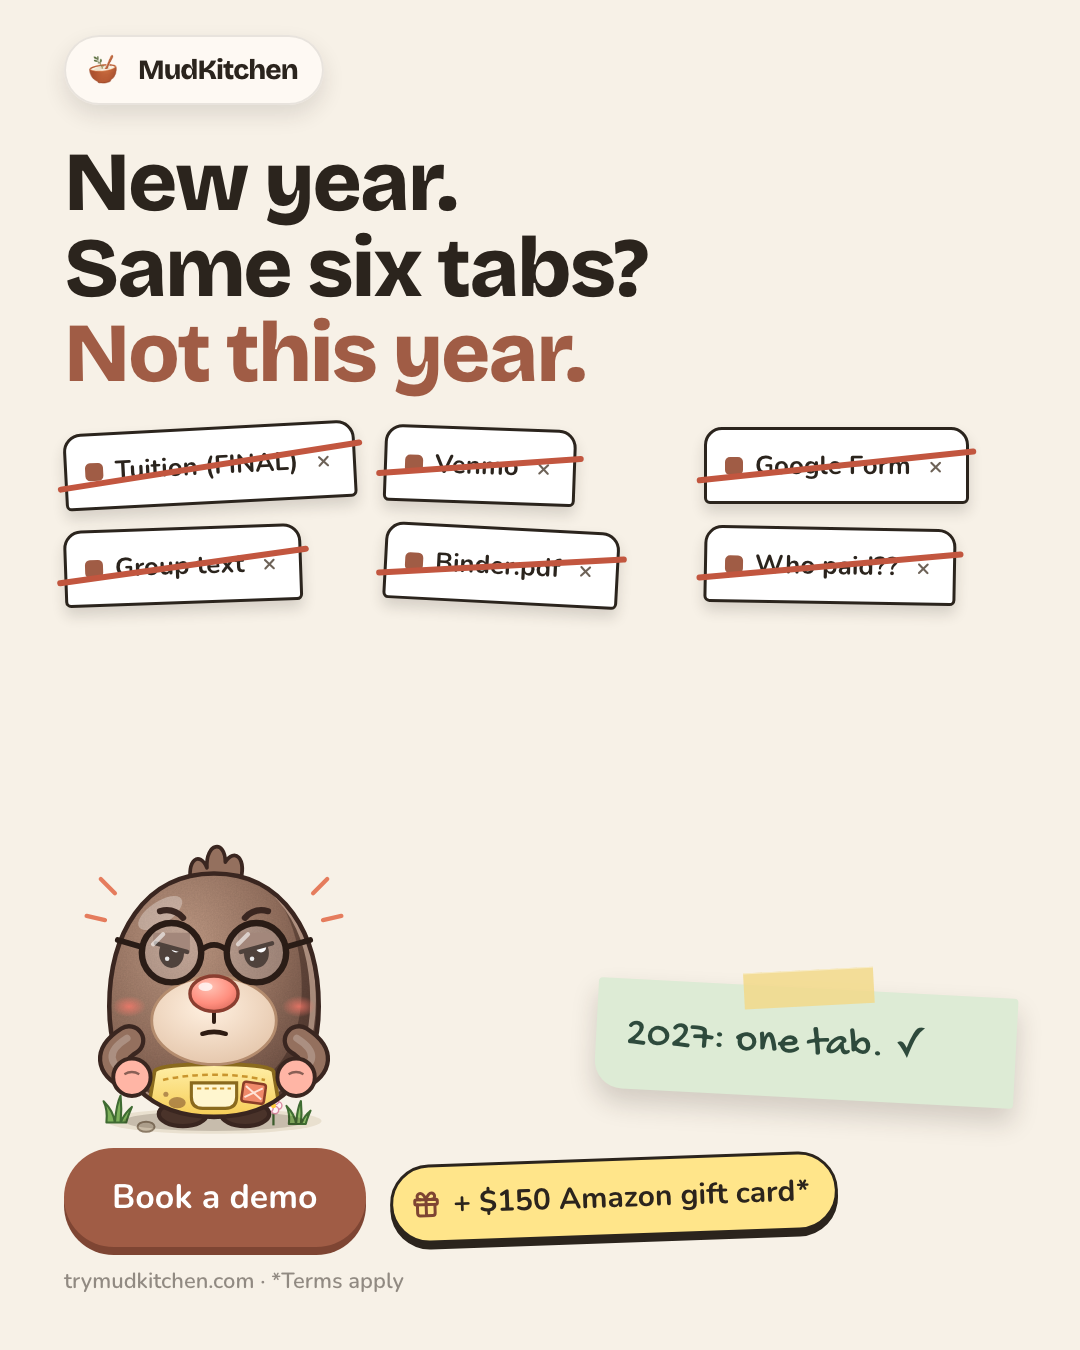 MudKitchen
New year.
Same six tabs?
Not this year.
Tuition (FINAL) ×
Venmo ×
Google Form ×
Group text ×
Binder.pdf ×
Who paid?? ×
2027: one tab. ✓
Book a demo
+ $150 Amazon gift card*
trymudkitchen.com · *Terms apply